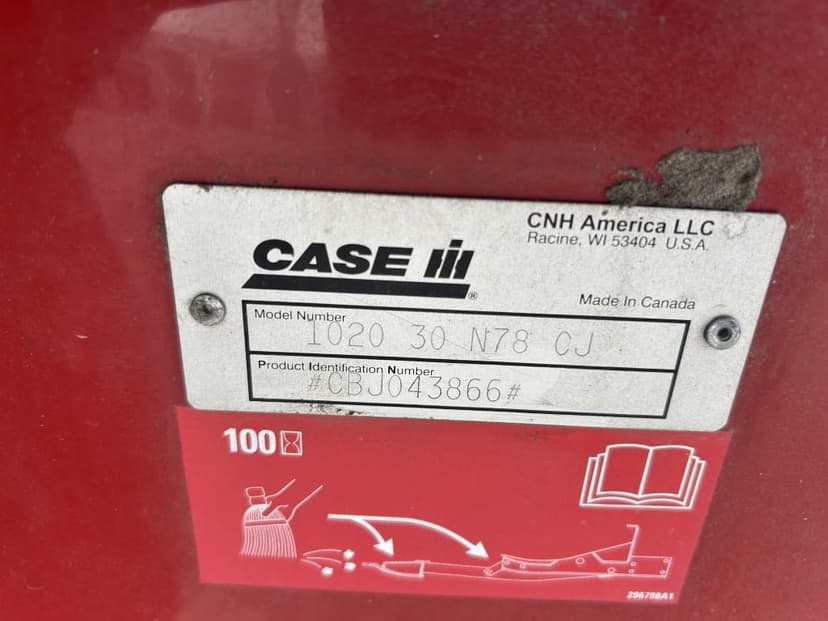 CNH America LLC
Racine, WI 53404 U.S.A.
CASE IH ®
Made In Canada
Model Number
1020 30 N78 CJ
Product Identification Number
#CBJ043866#
100
296798A1